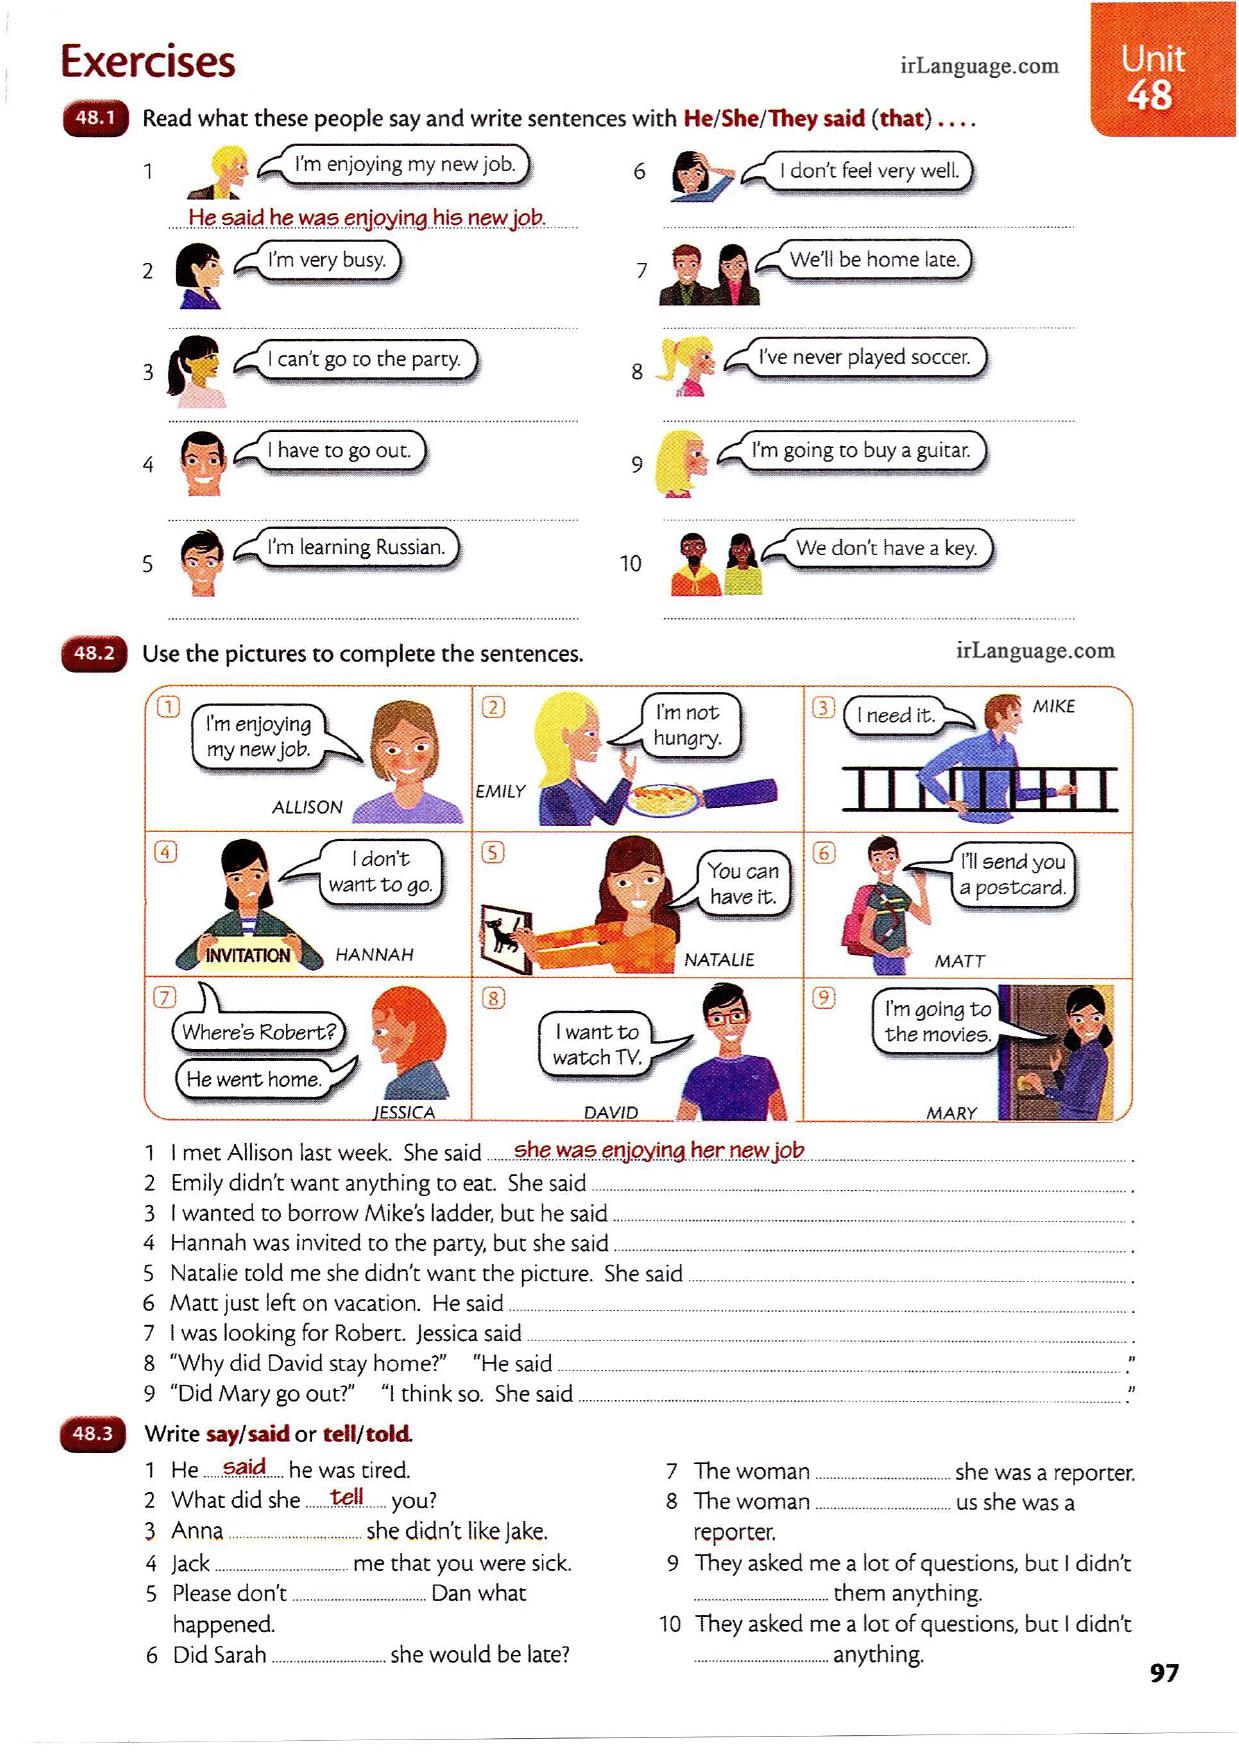 Exercises
irLanguage.com
Unit
48
48.1 Read what these people say and write sentences with He/She/They said (that) ....
1 I'm enjoying my new job.
He said he was enjoying his new job.
2 I'm very busy.
3 I can't go to the party.
4 I have to go out.
5 I'm learning Russian.
6 I don't feel very well.
7 We'll be home late.
8 I've never played soccer.
9 I'm going to buy a guitar.
10 We don't have a key.
48.2 Use the pictures to complete the sentences.
irLanguage.com
1 I'm enjoying
my new job.
ALLISON
2 I'm not
hungry.
EMILY
3 I need it.
MIKE
4 I don't
want to go.
INVITATION
HANNAH
5 You can
have it.
NATALIE
6 I'll send you
a postcard.
MATT
7 Where's Robert?
He went home.
JESSICA
8 I want to
watch TV.
DAVID
9 I'm going to
the movies.
MARY
1 I met Allison last week. She said ..... she was enjoying her new job ..... .
2 Emily didn't want anything to eat. She said ..... .
3 I wanted to borrow Mike's ladder, but he said ..... .
4 Hannah was invited to the party, but she said ..... .
5 Natalie told me she didn't want the picture. She said ..... .
6 Matt just left on vacation. He said ..... .
7 I was looking for Robert. Jessica said ..... .
8 "Why did David stay home?" "He said ..... ."
9 "Did Mary go out?" "I think so. She said ..... ."
48.3 Write say/said or tell/told.
1 He ..... said ..... he was tired.
2 What did she ..... tell ..... you?
3 Anna ..... she didn't like Jake.
4 Jack ..... me that you were sick.
5 Please don't ..... Dan what
happened.
6 Did Sarah ..... she would be late?
7 The woman ..... she was a reporter.
8 The woman ..... us she was a
reporter.
9 They asked me a lot of questions, but I didn't
..... them anything.
10 They asked me a lot of questions, but I didn't
..... anything.
97